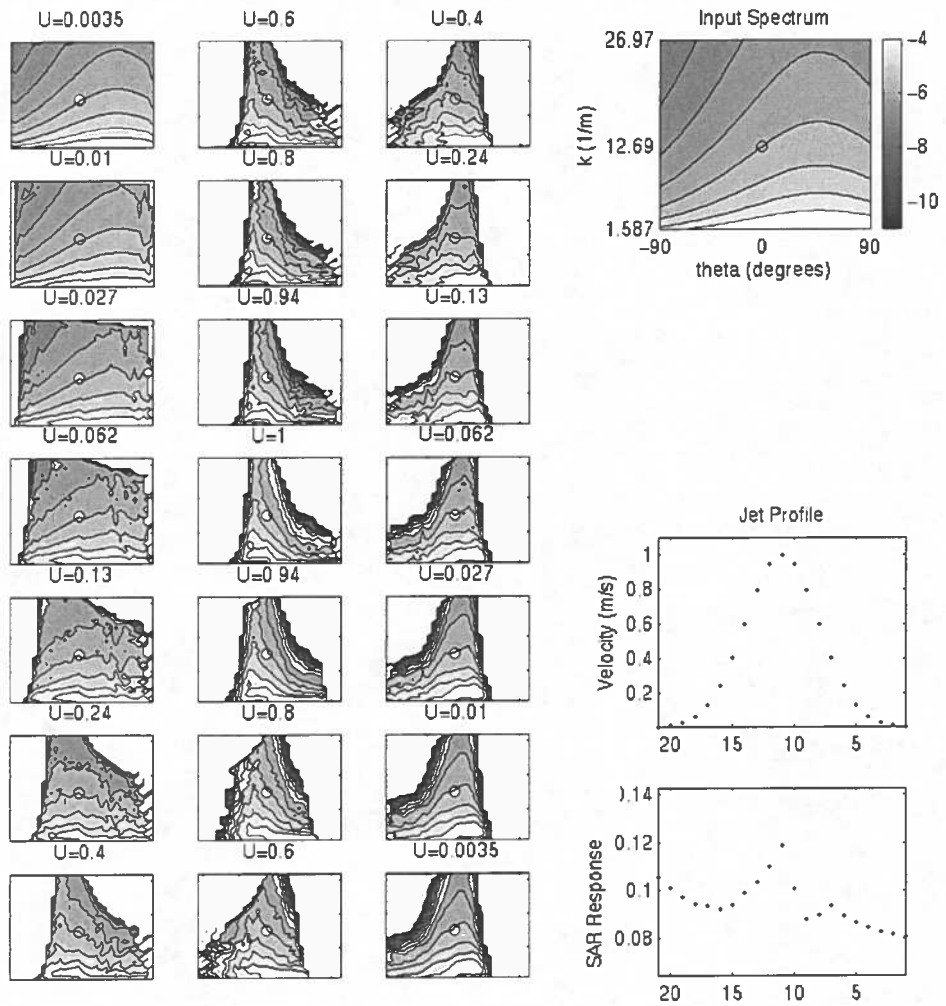 U=0.0035
U=0.01
U=0.027
U=0.062
U=0.13
U=0.24
U=0.4
U=0.6
U=0.8
U=0.94
U=1
U=0.94
U=0.8
U=0.6
U=0.4
U=0.24
U=0.13
U=0.062
U=0.027
U=0.01
U=0.0035
Input Spectrum
26.97
12.69
1.587
k (1/m)
-90
0
90
theta (degrees)
-4
-6
-8
-10
Jet Profile
1
0.8
0.6
0.4
0.2
Velocity (m/s)
20
15
10
5
0.14
0.12
0.1
0.08
SAR Response
20
15
10
5